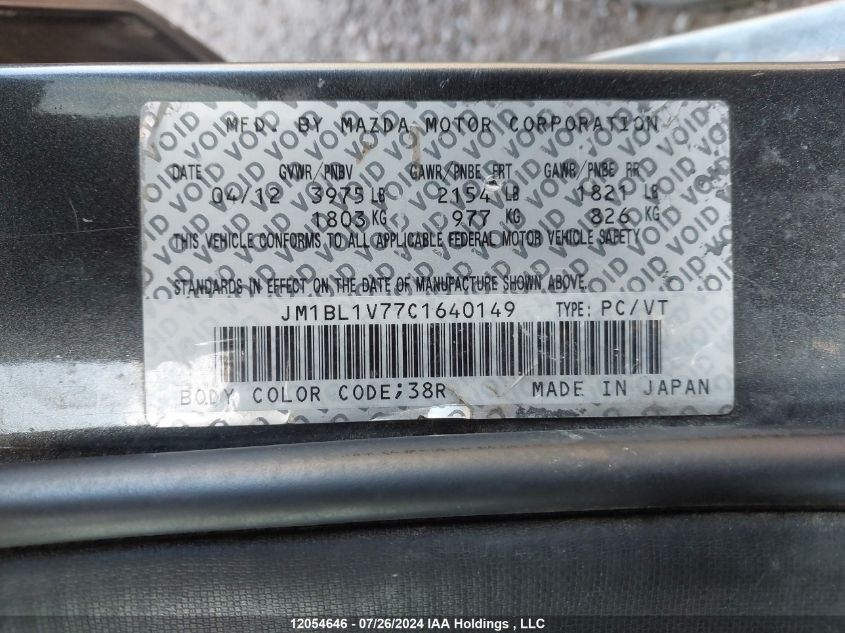 MFD. BY MAZDA MOTOR CORPORATION
DATE GVWR/PNBV GAWR/PNBE FRT GAWR/PNBE RR
04/12 3975 LB 2154 LB 1821 LB
1803 KG 977 KG 826 KG
THIS VEHICLE CONFORMS TO ALL APPLICABLE FEDERAL MOTOR VEHICLE SAFETY
STANDARDS IN EFFECT ON THE DATE OF MANUFACTURE SHOWN ABOVE.
JM1BL1V77C1640149 TYPE: PC/VT
BODY COLOR CODE;38R MADE IN JAPAN
12054646 - 07/26/2024 IAA Holdings , LLC